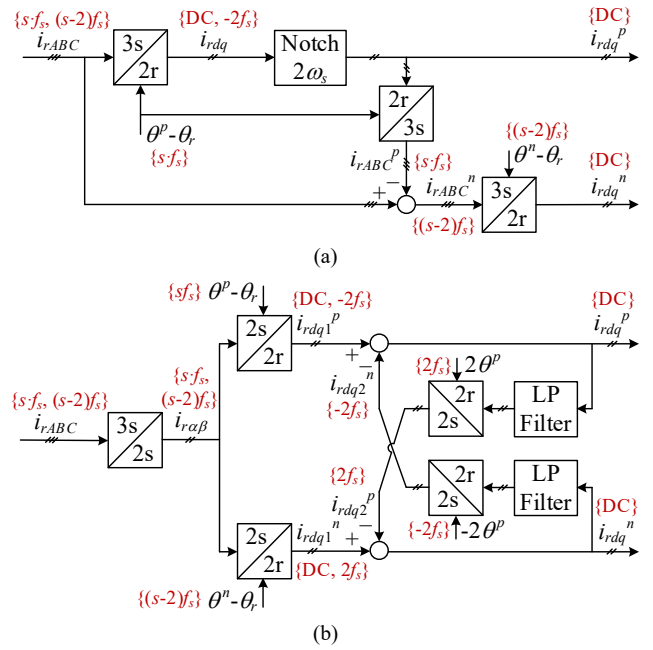 {s·fs, (s-2)fs}
irABC
3s
2r
{DC, -2fs}
irdq
Notch
2ωs
{DC}
irdq^p
θ^p-θr
{s·fs}
2r
3s
irABC^p
{s·fs}
+
−
irABC^n
{(s-2)fs}
{(s-2)fs}
θ^n-θr
3s
2r
{DC}
irdq^n
(a)
{sfs} θ^p-θr
2s
2r
{DC, -2fs}
irdq1^p
+
−
irdq2^n
{-2fs}
{DC}
irdq^p
{2fs} 2θ^p
2r
2s
LP
Filter
{s·fs, (s-2)fs}
irABC
3s
2s
{s·fs,
(s-2)fs}
irαβ
2r
2s
{-2fs} -2θ^p
LP
Filter
{2fs}
irdq2^p
−
+
2s
2r
irdq1^n
{DC, 2fs}
{DC}
irdq^n
{(s-2)fs} θ^n-θr
(b)